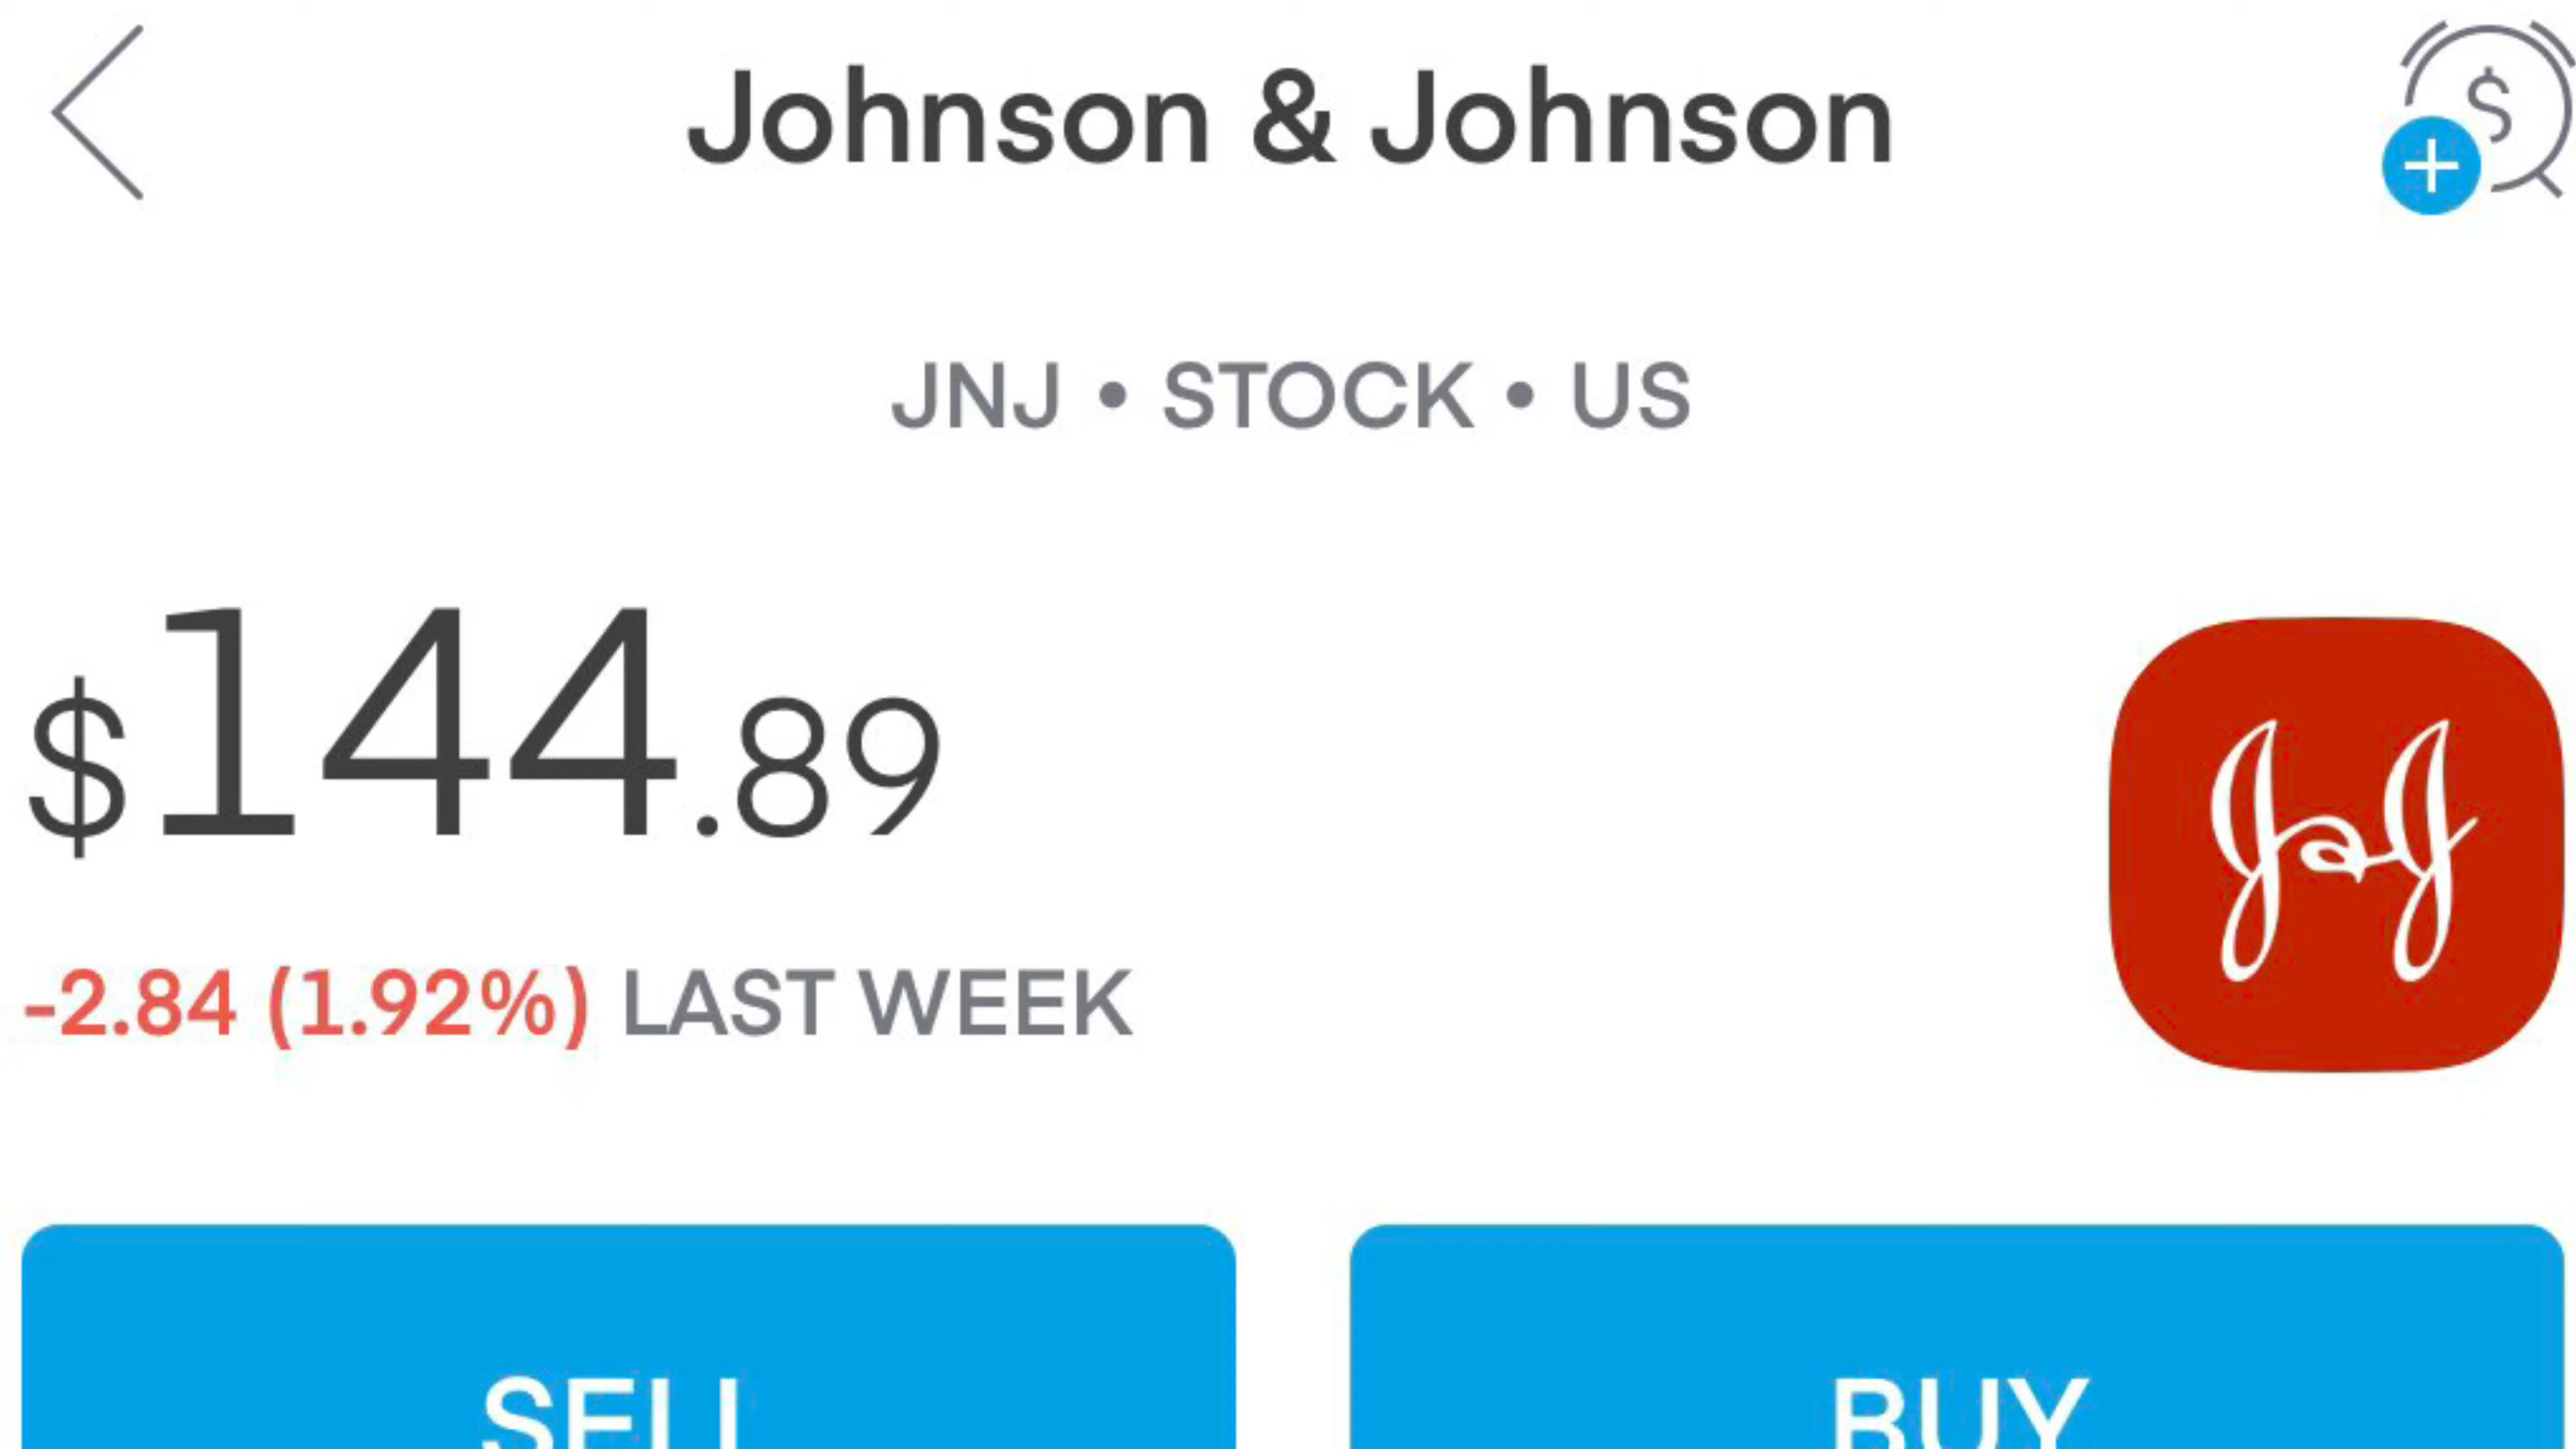 Johnson & Johnson
$
JNJ • STOCK • US
$144.89
J&J
-2.84 (1.92%) LAST WEEK
SELL
BUY